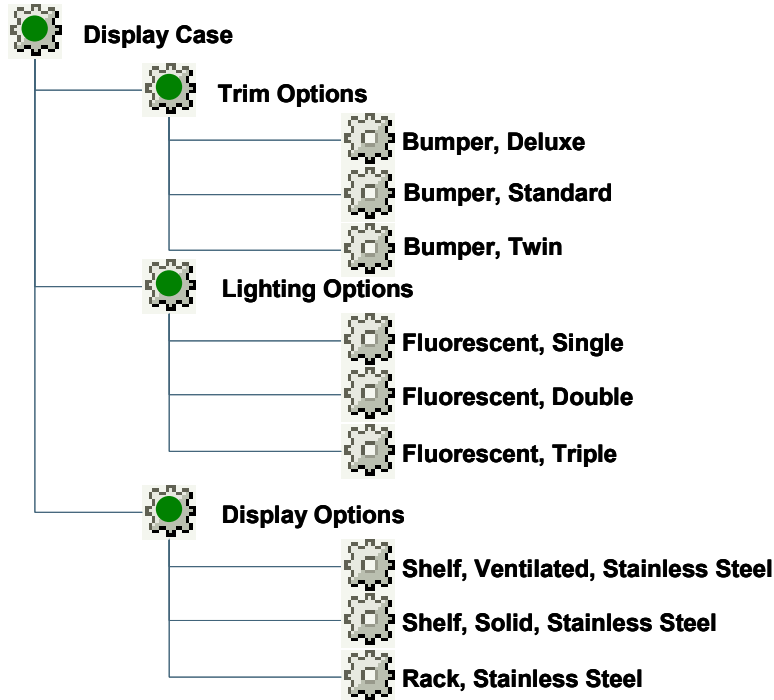 Display Case
Trim Options
Bumper, Deluxe
Bumper, Standard
Bumper, Twin
Lighting Options
Fluorescent, Single
Fluorescent, Double
Fluorescent, Triple
Display Options
Shelf, Ventilated, Stainless Steel
Shelf, Solid, Stainless Steel
Rack, Stainless Steel